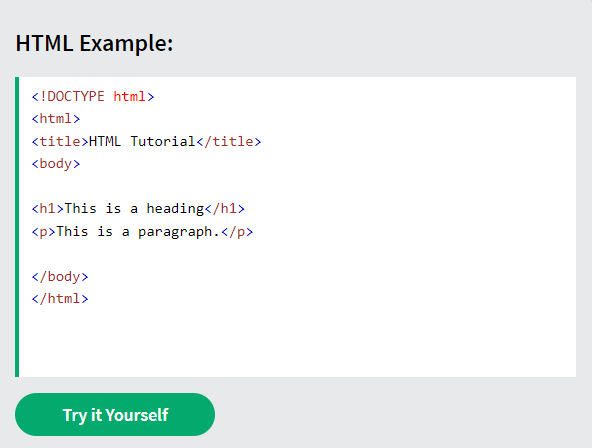 HTML Example:
<!DOCTYPE html>
<html>
<title>HTML Tutorial</title>
<body>
<h1>This is a heading</h1>
<p>This is a paragraph.</p>
</body>
</html>
Try it Yourself